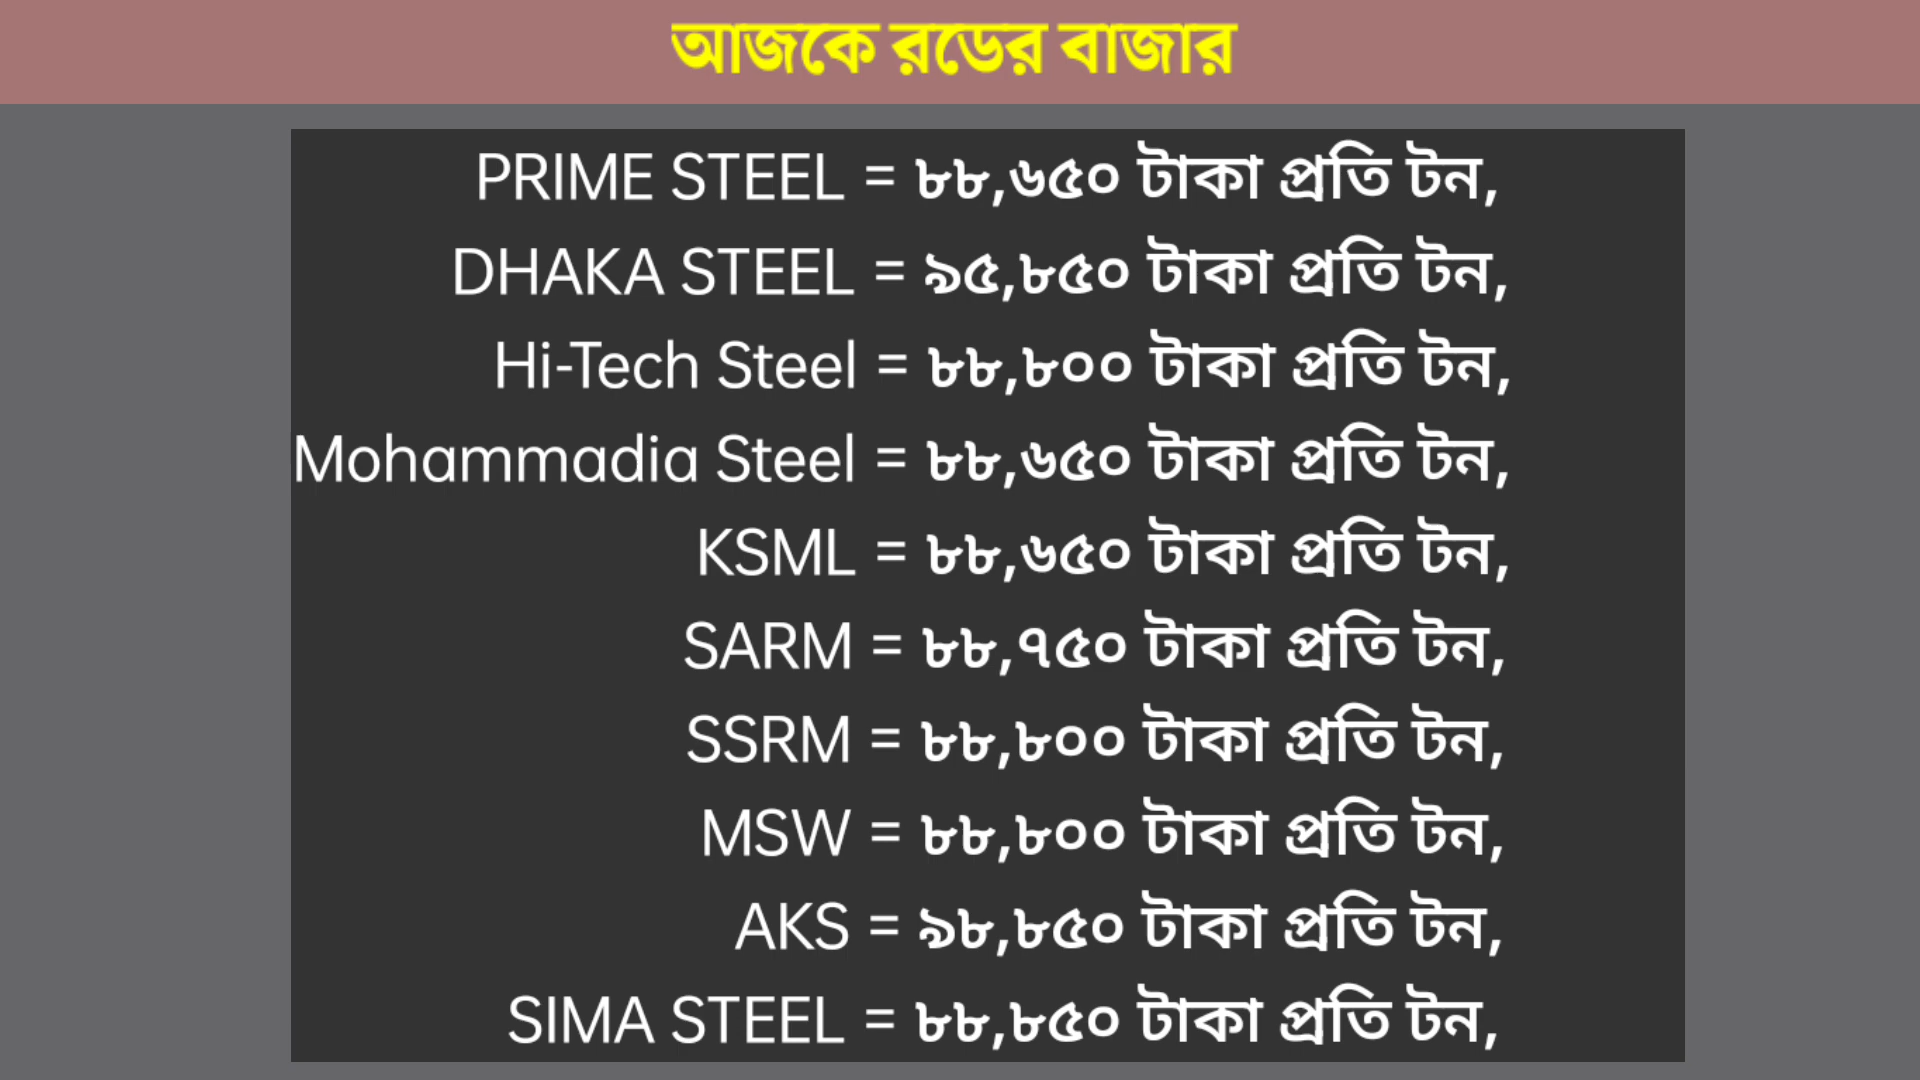 আজকে রডের বাজার
PRIME STEEL = ৮৮,৬৫০ টাকা প্রতি টন,
DHAKA STEEL = ৯৫,৮৫০ টাকা প্রতি টন,
Hi-Tech Steel = ৮৮,৮০০ টাকা প্রতি টন,
Mohammadia Steel = ৮৮,৬৫০ টাকা প্রতি টন,
KSML = ৮৮,৬৫০ টাকা প্রতি টন,
SARM = ৮৮,৭৫০ টাকা প্রতি টন,
SSRM = ৮৮,৮০০ টাকা প্রতি টন,
MSW = ৮৮,৮০০ টাকা প্রতি টন,
AKS = ৯৮,৮৫০ টাকা প্রতি টন,
SIMA STEEL = ৮৮,৮৫০ টাকা প্রতি টন,